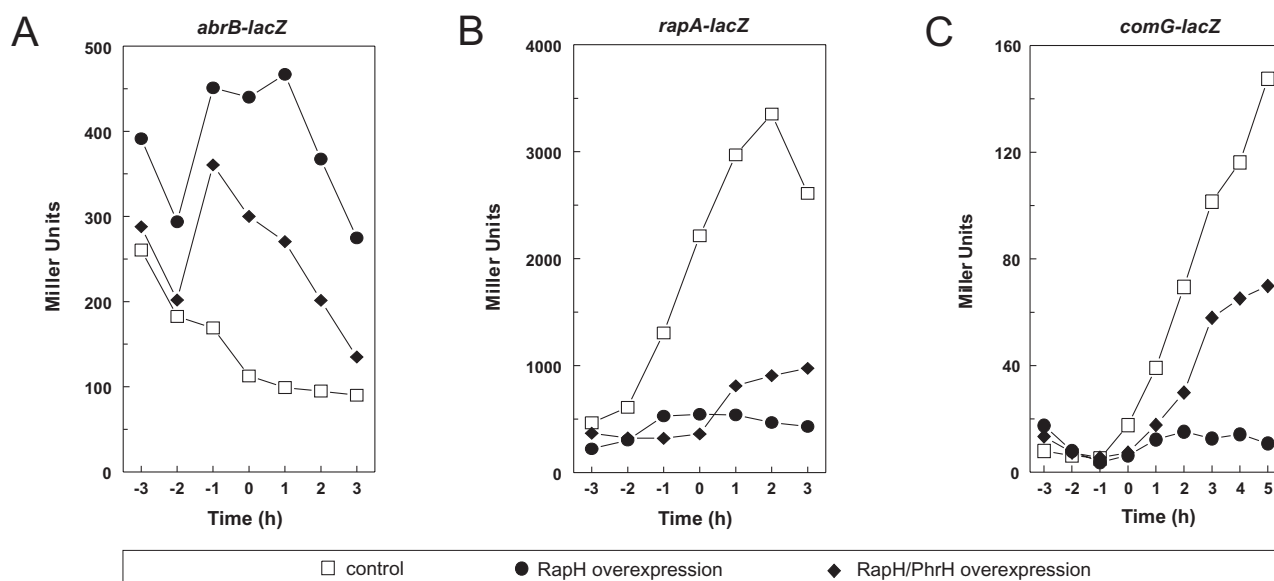 A
abrB-lacZ
500
400
300
200
100
0
Miller Units
-3 -2 -1 0 1 2 3
Time (h)
B
rapA-lacZ
4000
3000
2000
1000
0
Miller Units
-3 -2 -1 0 1 2 3
Time (h)
C
comG-lacZ
160
120
80
40
0
Miller Units
-3 -2 -1 0 1 2 3 4 5
Time (h)
control RapH overexpression RapH/PhrH overexpression